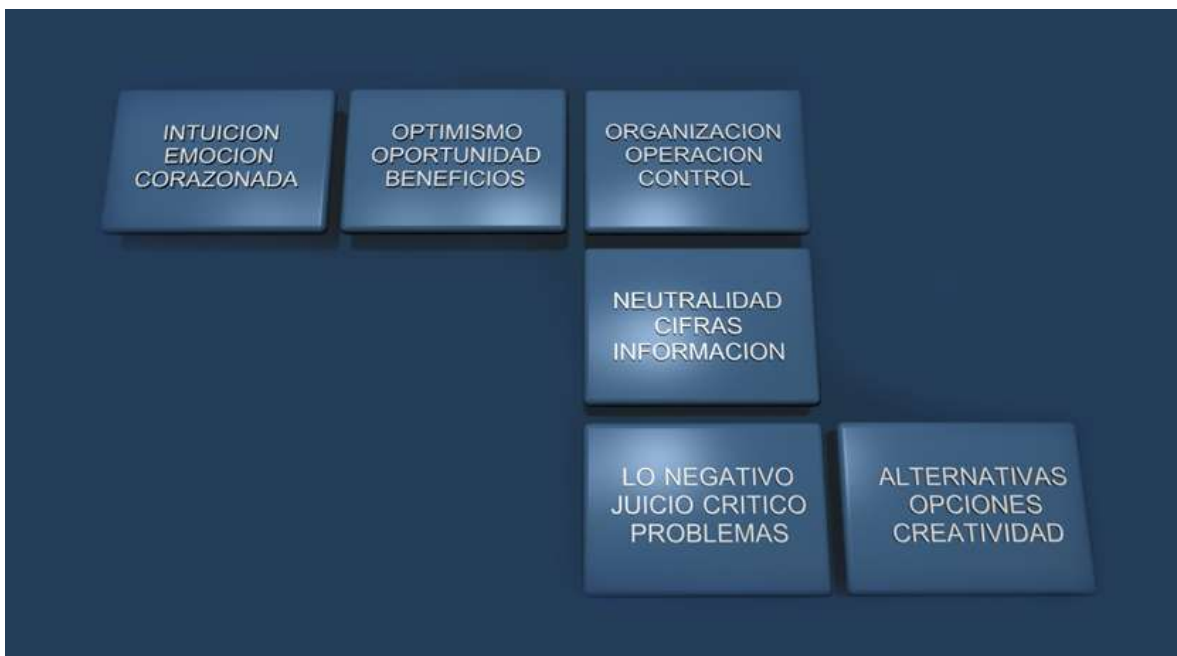 INTUICION
EMOCION
CORAZONADA
OPTIMISMO
OPORTUNIDAD
BENEFICIOS
ORGANIZACION
OPERACION
CONTROL
NEUTRALIDAD
CIFRAS
INFORMACION
LO NEGATIVO
JUICIO CRITICO
PROBLEMAS
ALTERNATIVAS
OPCIONES
CREATIVIDAD